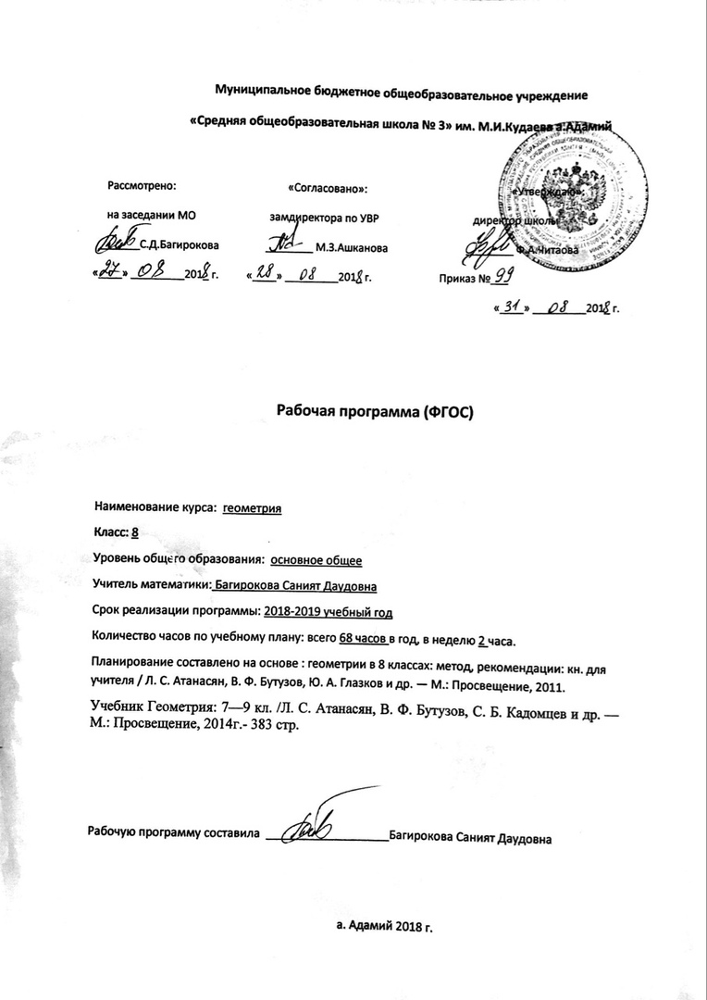 Муниципальное бюджетное общеобразовательное учреждение
«Средняя общеобразовательная школа № 3» им. М.И.Кудаева а.Адамий
Рассмотрено: «Согласовано»: «Утверждаю»:
на заседании МО замдиректора по УВР директор школы
С.Д.Багирокова М.З.Ашканова Ф.А.Читаова
«27» 08 2018 г. «28» 08 2018 г. Приказ № 99
«31» 08 2018 г.
Рабочая программа (ФГОС)
Наименование курса: геометрия
Класс: 8
Уровень общего образования: основное общее
Учитель математики: Багирокова Саният Даудовна
Срок реализации программы: 2018-2019 учебный год
Количество часов по учебному плану: всего 68 часов в год, в неделю 2 часа.
Планирование составлено на основе : геометрии в 8 классах: метод, рекомендации: кн. для
учителя / Л. С. Атанасян, В. Ф. Бутузов, Ю. А. Глазков и др. — М.: Просвещение, 2011.
Учебник Геометрия: 7—9 кл. /Л. С. Атанасян, В. Ф. Бутузов, С. Б. Кадомцев и др. —
М.: Просвещение, 2014г.- 383 стр.
Рабочую программу составила Багирокова Саният Даудовна
а. Адамий 2018 г.